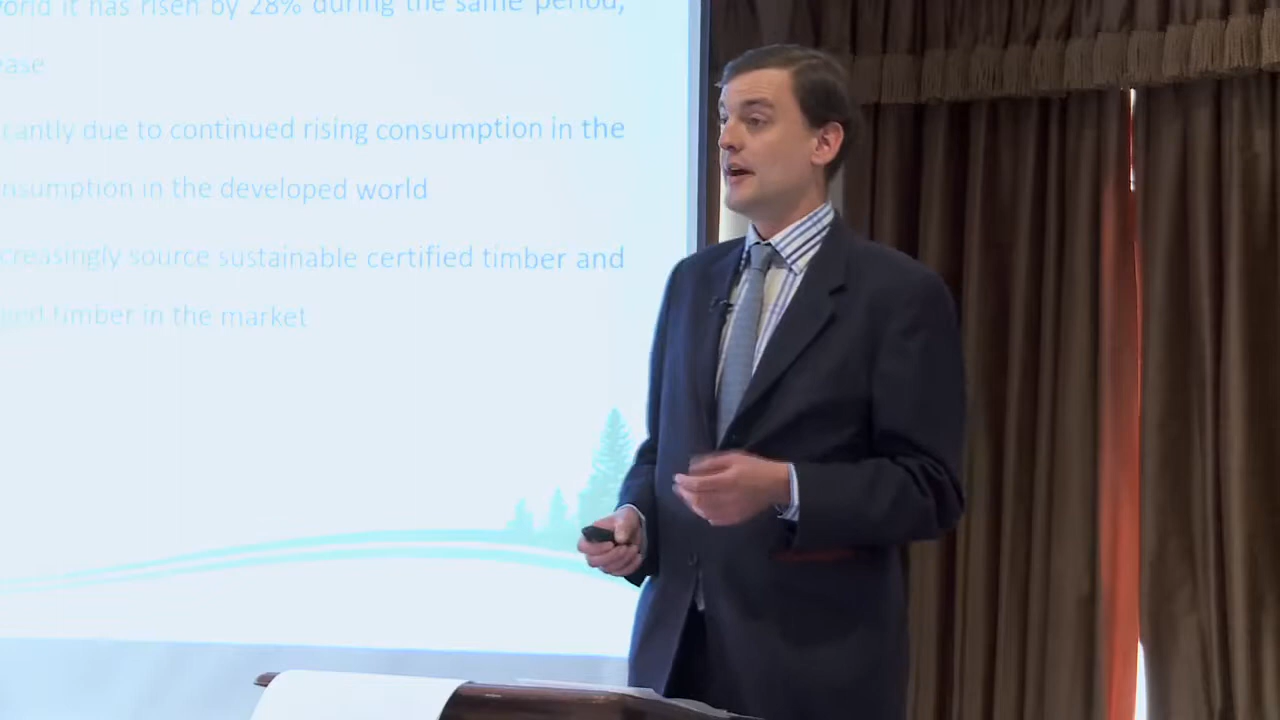 world it has risen by 28% during the same period,
ease
cantly due to continued rising consumption in the
nsumption in the developed world
creasingly source sustainable certified timber and
timber in the market